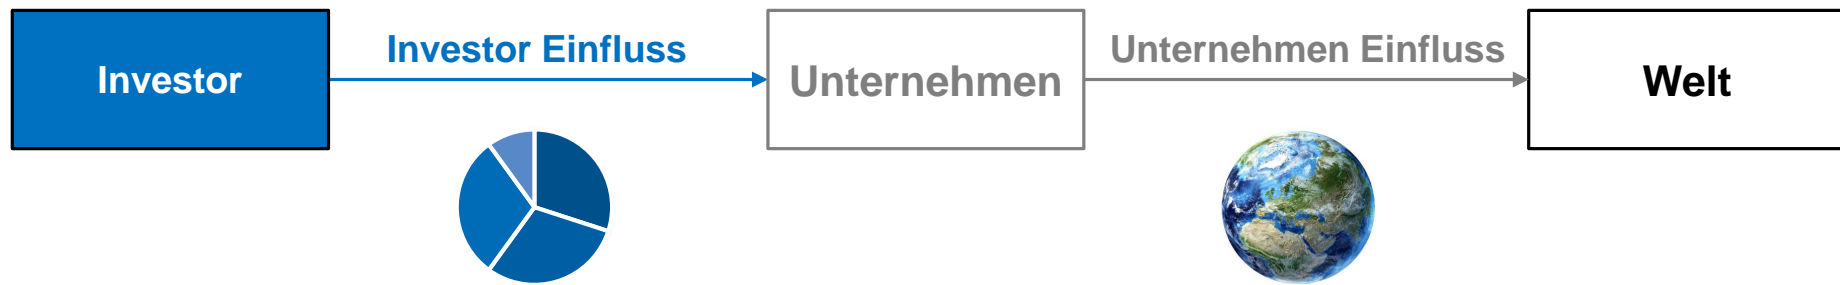 Investor
Investor Einfluss
Unternehmen
Unternehmen Einfluss
Welt